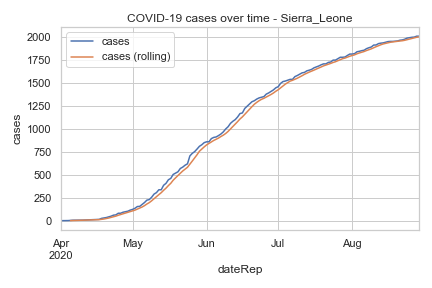 COVID-19 cases over time - Sierra_Leone
cases
cases (rolling)
2000
1750
1500
1250
1000
750
500
250
0
cases
Apr
2020
May
Jun
Jul
Aug
dateRep